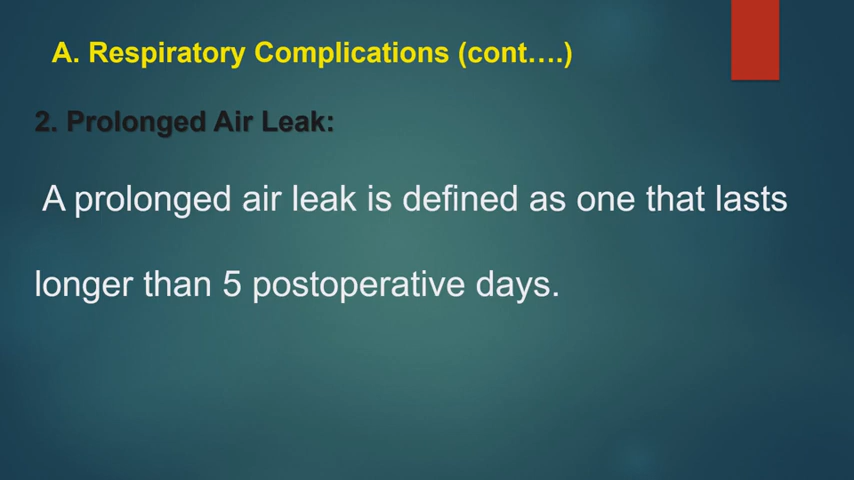 A. Respiratory Complications (cont….)
2. Prolonged Air Leak:
A prolonged air leak is defined as one that lasts
longer than 5 postoperative days.